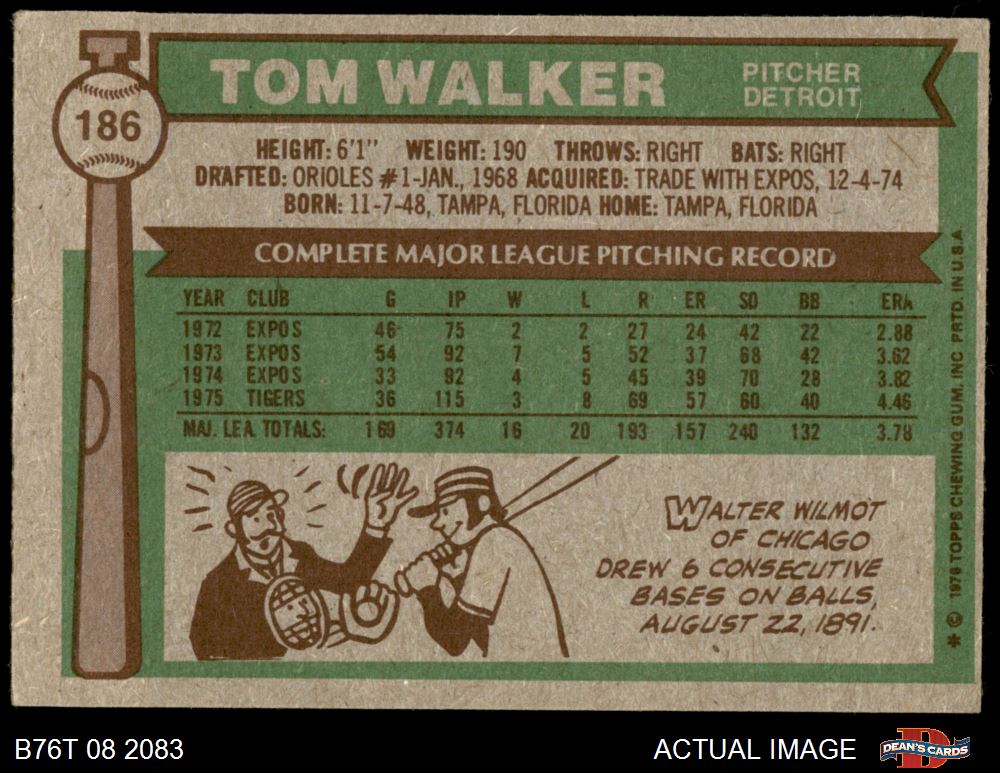 186
TOM WALKER
PITCHER
DETROIT
HEIGHT: 6'1" WEIGHT: 190 THROWS: RIGHT BATS: RIGHT
DRAFTED: ORIOLES #1-JAN., 1968 ACQUIRED: TRADE WITH EXPOS, 12-4-74
BORN: 11-7-48, TAMPA, FLORIDA HOME: TAMPA, FLORIDA
COMPLETE MAJOR LEAGUE PITCHING RECORD
YEAR CLUB G IP W L R ER SO BB ERA
1972 EXPOS 46 75 2 2 27 24 42 22 2.88
1973 EXPOS 54 92 7 5 52 37 68 42 3.62
1974 EXPOS 33 92 4 5 45 39 70 28 3.82
1975 TIGERS 36 115 3 8 69 57 60 40 4.46
MAJ. LEA. TOTALS: 169 374 16 20 193 157 240 132 3.78
WALTER WILMOT
OF CHICAGO
DREW 6 CONSECUTIVE
BASES ON BALLS,
AUGUST 22, 1891.
* © 1976 TOPPS CHEWING GUM, INC PRTD. IN U.S.A
B76T 08 2083
ACTUAL IMAGE
DEAN'S CARDS